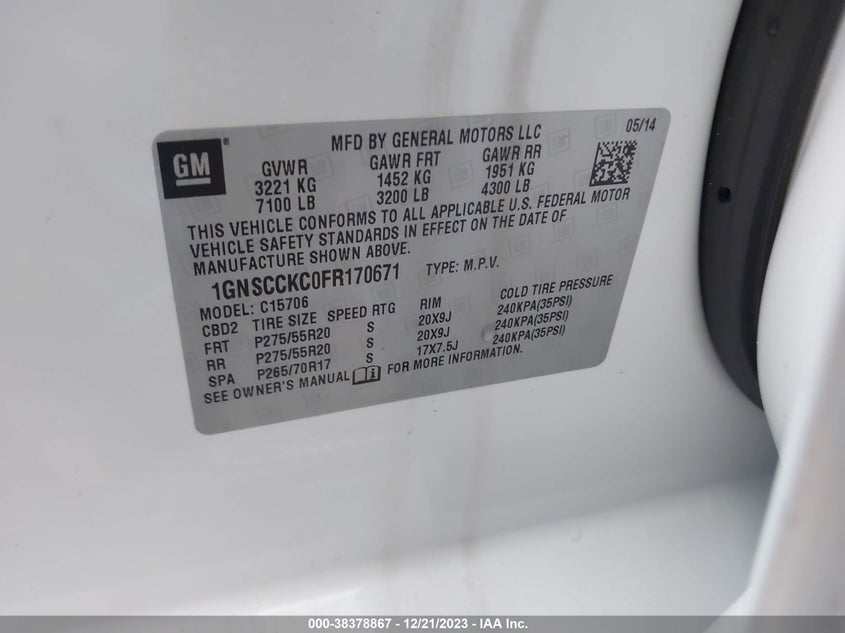 GM
MFD BY GENERAL MOTORS LLC 05/14
GVWR GAWR FRT GAWR RR
3221 KG 1452 KG 1951 KG
7100 LB 3200 LB 4300 LB
THIS VEHICLE CONFORMS TO ALL APPLICABLE U.S. FEDERAL MOTOR
VEHICLE SAFETY STANDARDS IN EFFECT ON THE DATE OF
MANUFACTURE SHOWN ABOVE.
1GNSCCKC0FR170671 TYPE: M.P.V.
MODEL: C15706
CBD2 TIRE SIZE SPEED RTG RIM COLD TIRE PRESSURE
FRT P275/55R20 S 20X9J 240KPA(35PSI)
RR P275/55R20 S 20X9J 240KPA(35PSI)
SPA P265/70R17 S 17X7.5J 240KPA(35PSI)
SEE OWNER'S MANUAL FOR MORE INFORMATION.
000-38378867 - 12/21/2023 - IAA Inc.